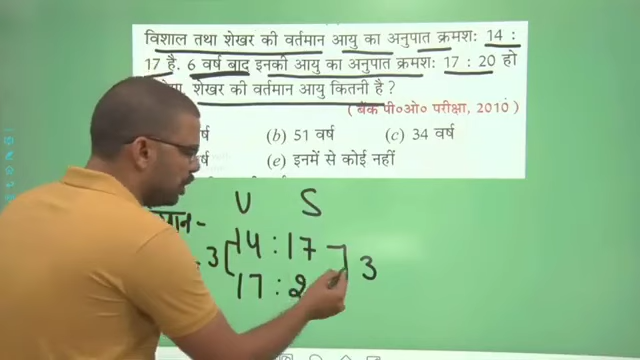 विशाल तथा शेखर की वर्तमान आयु का अनुपात क्रमशः 14 :
17 है. 6 वर्ष बाद इनकी आयु का अनुपात क्रमशः 17 : 20 हो
शेखर की वर्तमान आयु कितनी है ?
(बैंक पी०ओ० परीक्षा, 2010)
वर्ष (b) 51 वर्ष (c) 34 वर्ष
वर्ष (e) इनमें से कोई नहीं
V S
3 14 : 17 3
17 : 2